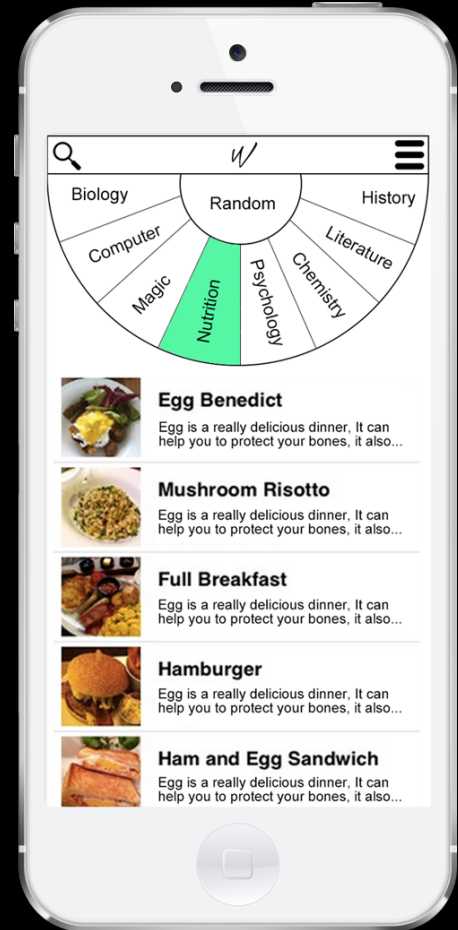 W
Biology
Random
History
Computer
Literature
Magic
Chemistry
Nutrition
Psychology
Egg Benedict
Egg is a really delicious dinner, It can
help you to protect your bones, it also...
Mushroom Risotto
Egg is a really delicious dinner, It can
help you to protect your bones, it also...
Full Breakfast
Egg is a really delicious dinner, It can
help you to protect your bones, it also...
Hamburger
Egg is a really delicious dinner, It can
help you to protect your bones, it also...
Ham and Egg Sandwich
Egg is a really delicious dinner, It can
help you to protect your bones, it also...